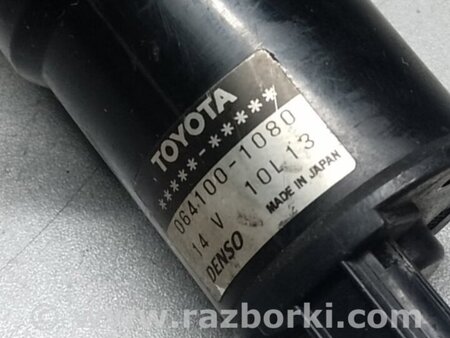 TOYOTA
*****-*****
064100-1080
14 V 10L13
DENSO MADE IN JAPAN
www.razborki.com